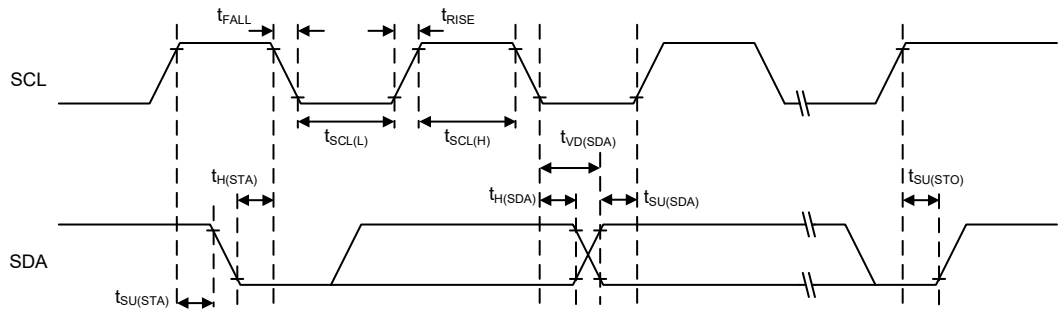 tFALL
tRISE
SCL
tSCL(L)
tSCL(H)
tVD(SDA)
tH(STA)
tH(SDA)
tSU(SDA)
tSU(STO)
SDA
tSU(STA)